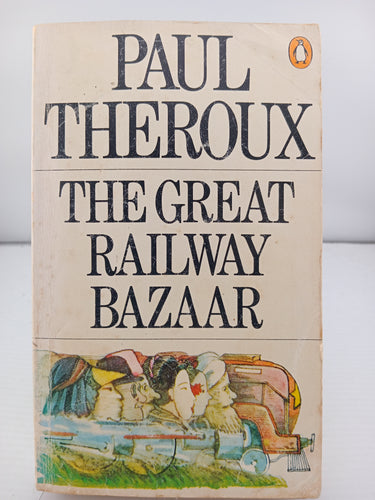 PAUL
THEROUX
THE GREAT
RAILWAY
BAZAAR